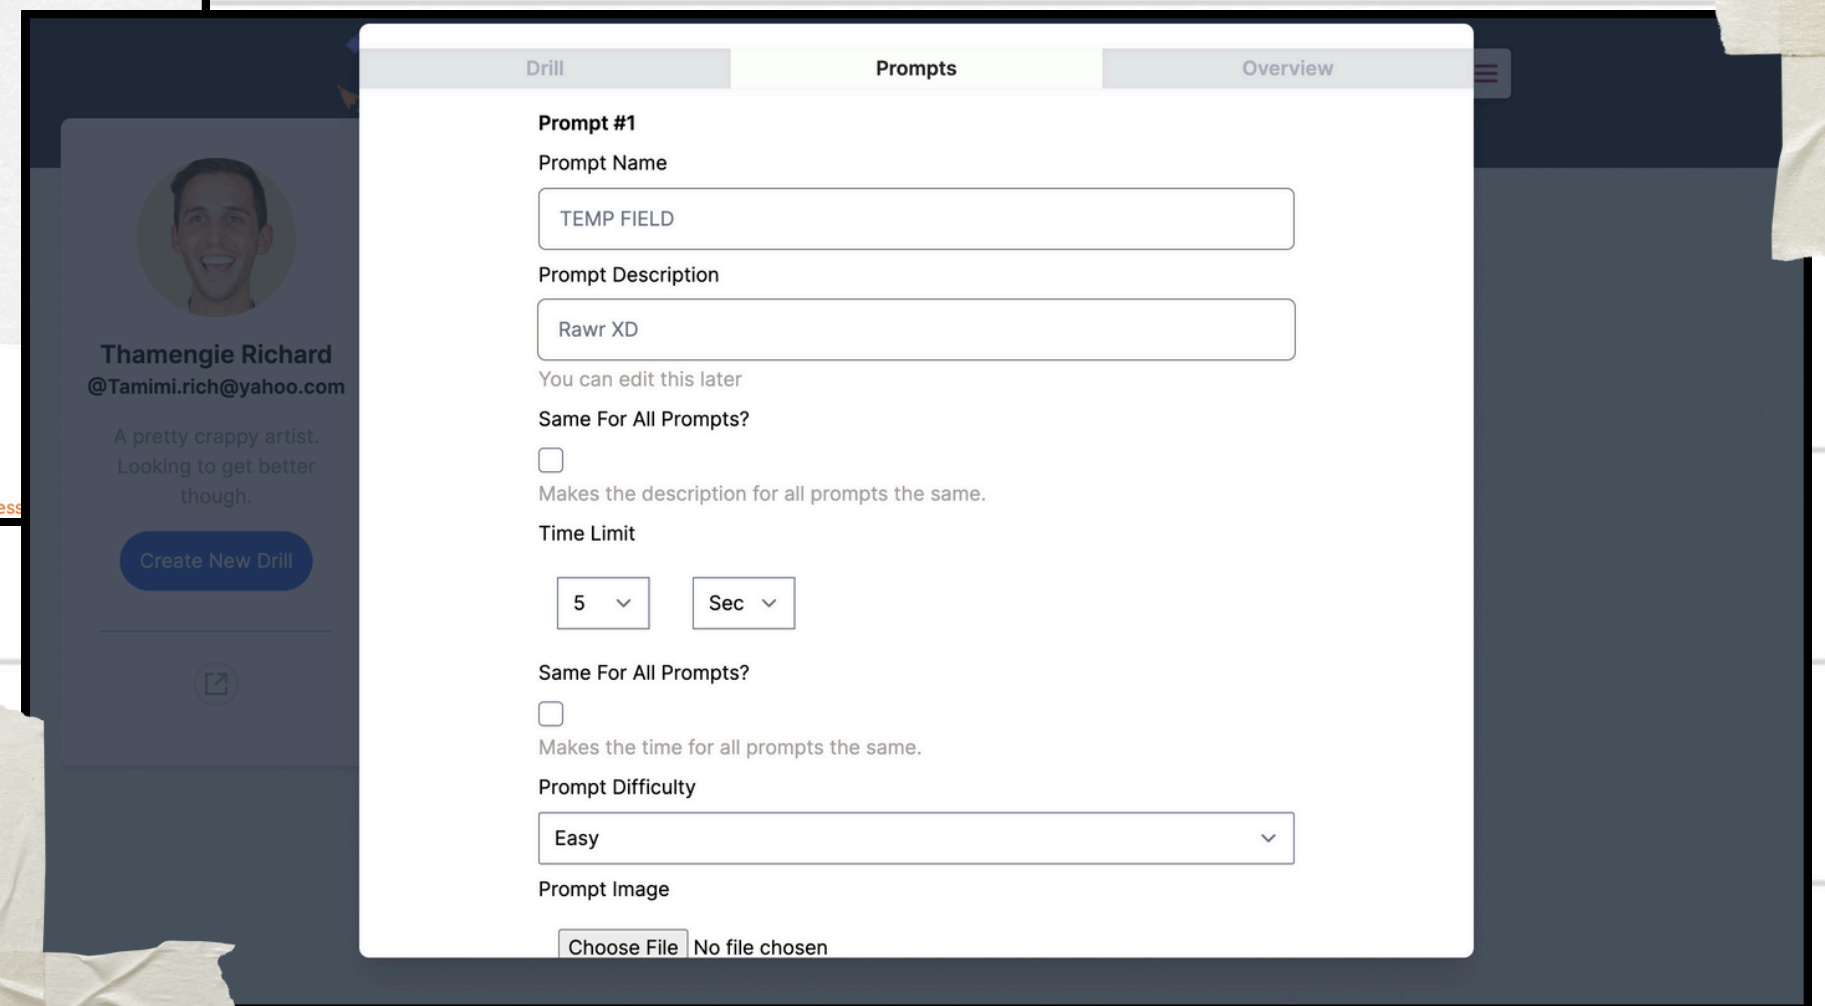 Drill
Prompts
Overview
Prompt #1
Prompt Name
TEMP FIELD
Prompt Description
Rawr XD
You can edit this later
Same For All Prompts?
Makes the description for all prompts the same.
Time Limit
5
Sec
Same For All Prompts?
Makes the time for all prompts the same.
Prompt Difficulty
Easy
Prompt Image
Choose File No file chosen
Thamengie Richard
@Tamimi.rich@yahoo.com
A pretty crappy artist.
Looking to get better
though.
Create New Drill
ess